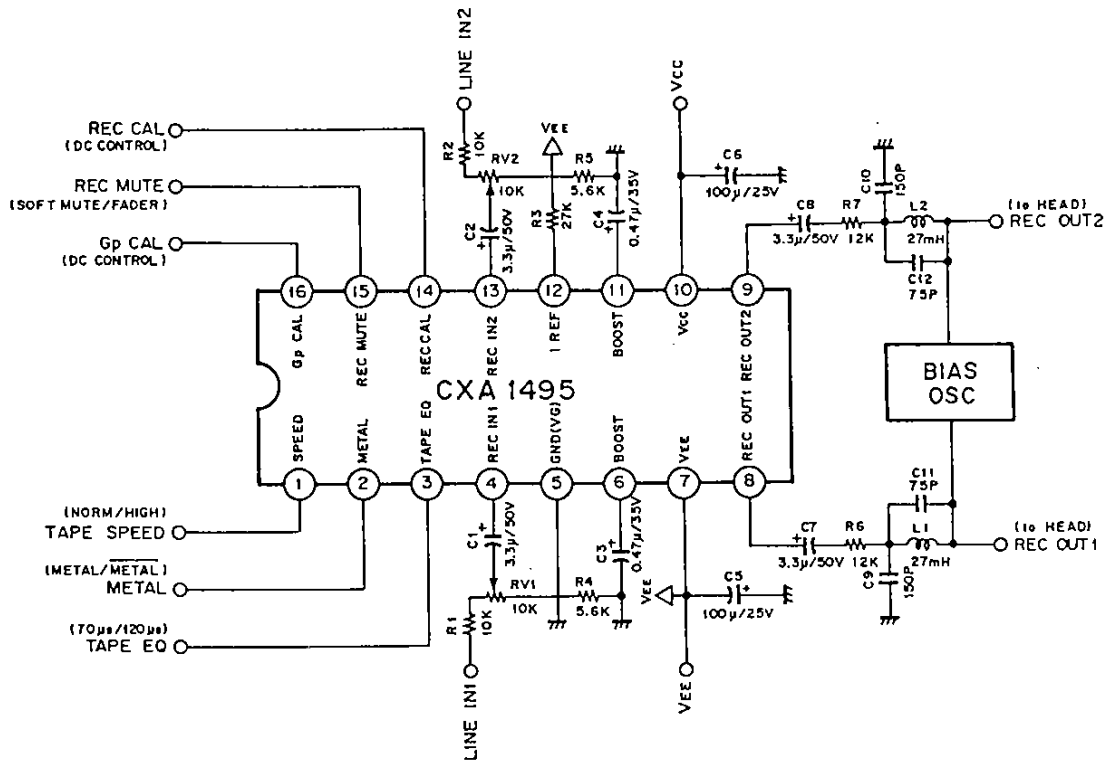 LINE IN2
VCC
REC CAL
(DC CONTROL)
REC MUTE
(SOFT MUTE/FADER)
Gp CAL
(DC CONTROL)
R2
10K
RV2
10K
VEE
R5
5.6K
C6
100μ/25V
C2
3.3μ/50V
R3
27K
C4
0.47μ/35V
C8
3.3μ/50V
R7
12K
C10
150P
L2
27mH
C12
75P
(to HEAD)
REC OUT2
16
15
14
13
12
11
10
9
Gp CAL
REC MUTE
REC CAL
REC IN2
I REF
BOOST
VCC
REC OUT2
CXA 1495
BIAS
OSC
SPEED
METAL
TAPE EQ
REC IN1
GND(VG)
BOOST
VEE
REC OUT1
1
2
3
4
5
6
7
8
(NORM/HIGH)
TAPE SPEED
(METAL/M̅E̅T̅A̅L̅)
METAL
(70μs/120μs)
TAPE EQ
C1
3.3μ/50V
RV1
10K
R1
10K
R4
5.6K
C3
0.47μ/35V
VEE
C5
100μ/25V
C7
3.3μ/50V
R6
12K
C9
150P
C11
75P
L1
27mH
(to HEAD)
REC OUT1
LINE IN1
VEE